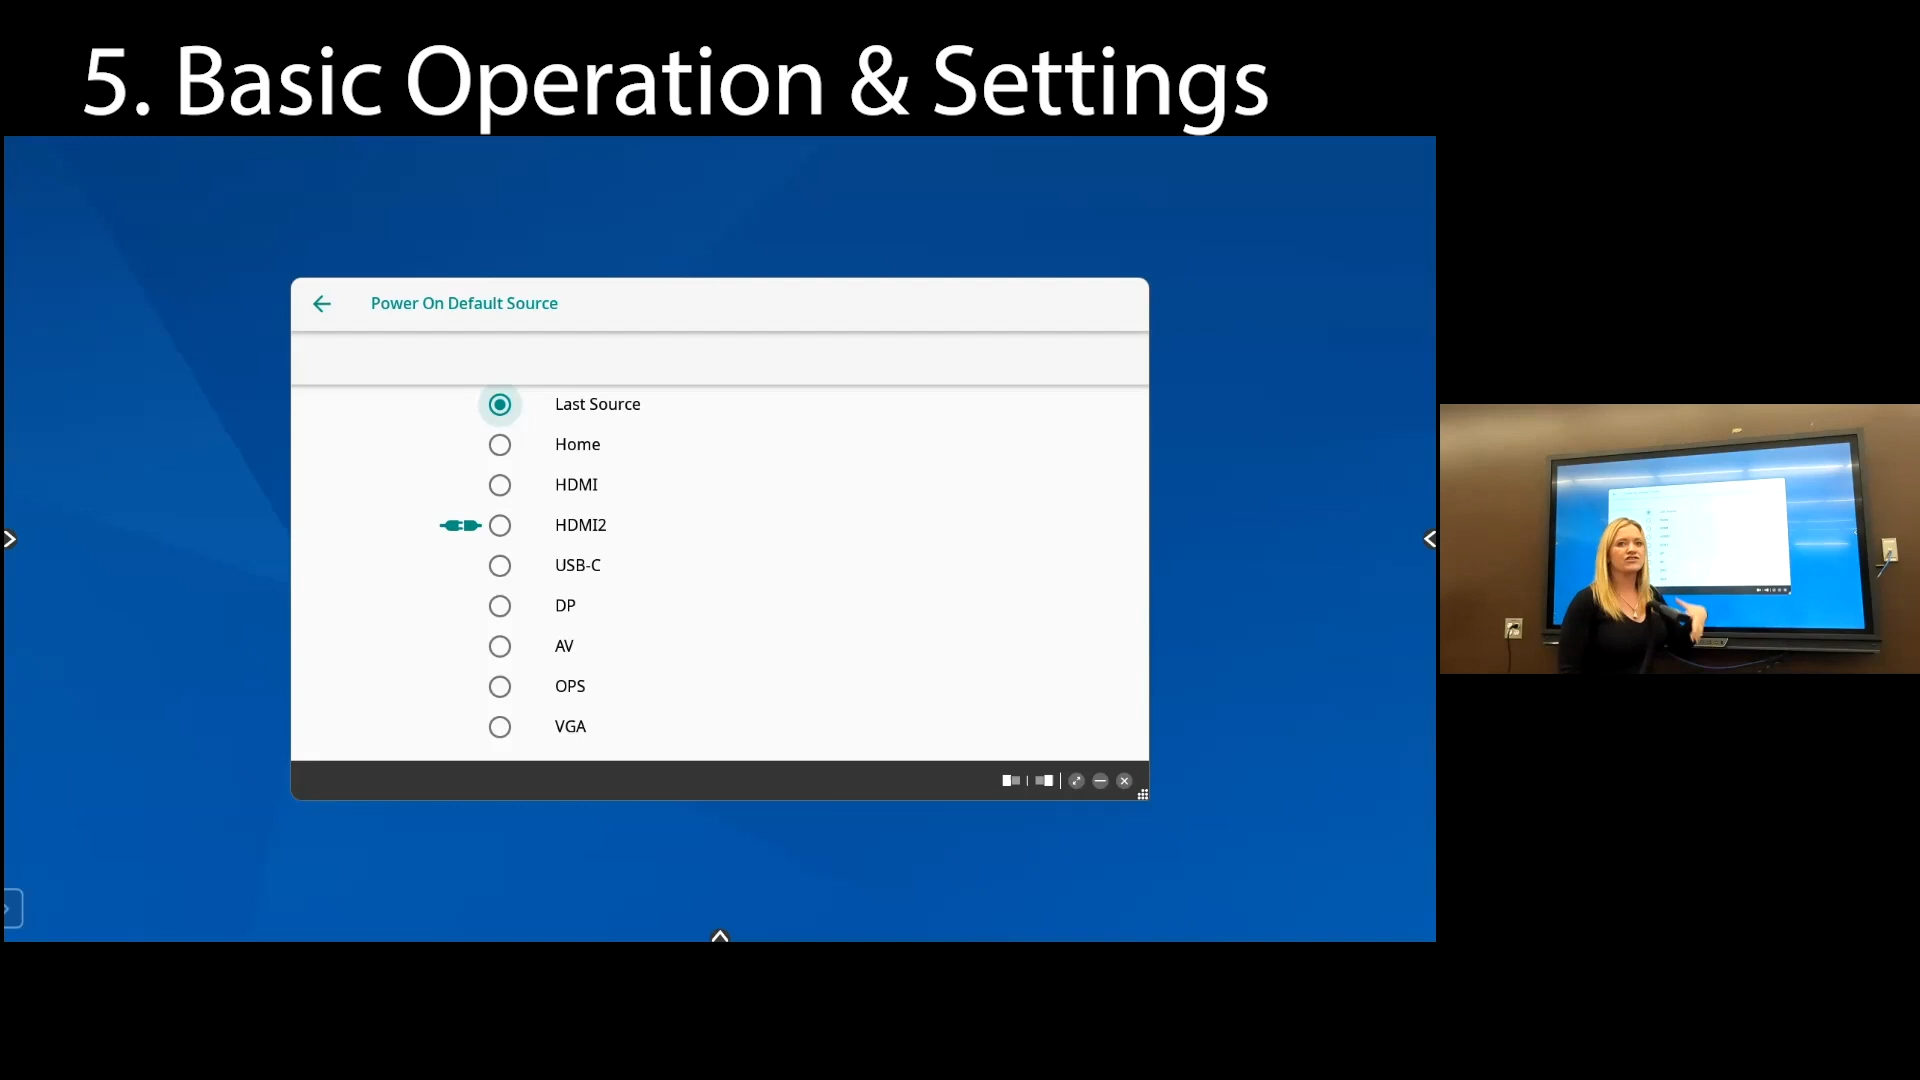 5. Basic Operation & Settings
Power On Default Source
Last Source
Home
HDMI
HDMI2
USB-C
DP
AV
OPS
VGA